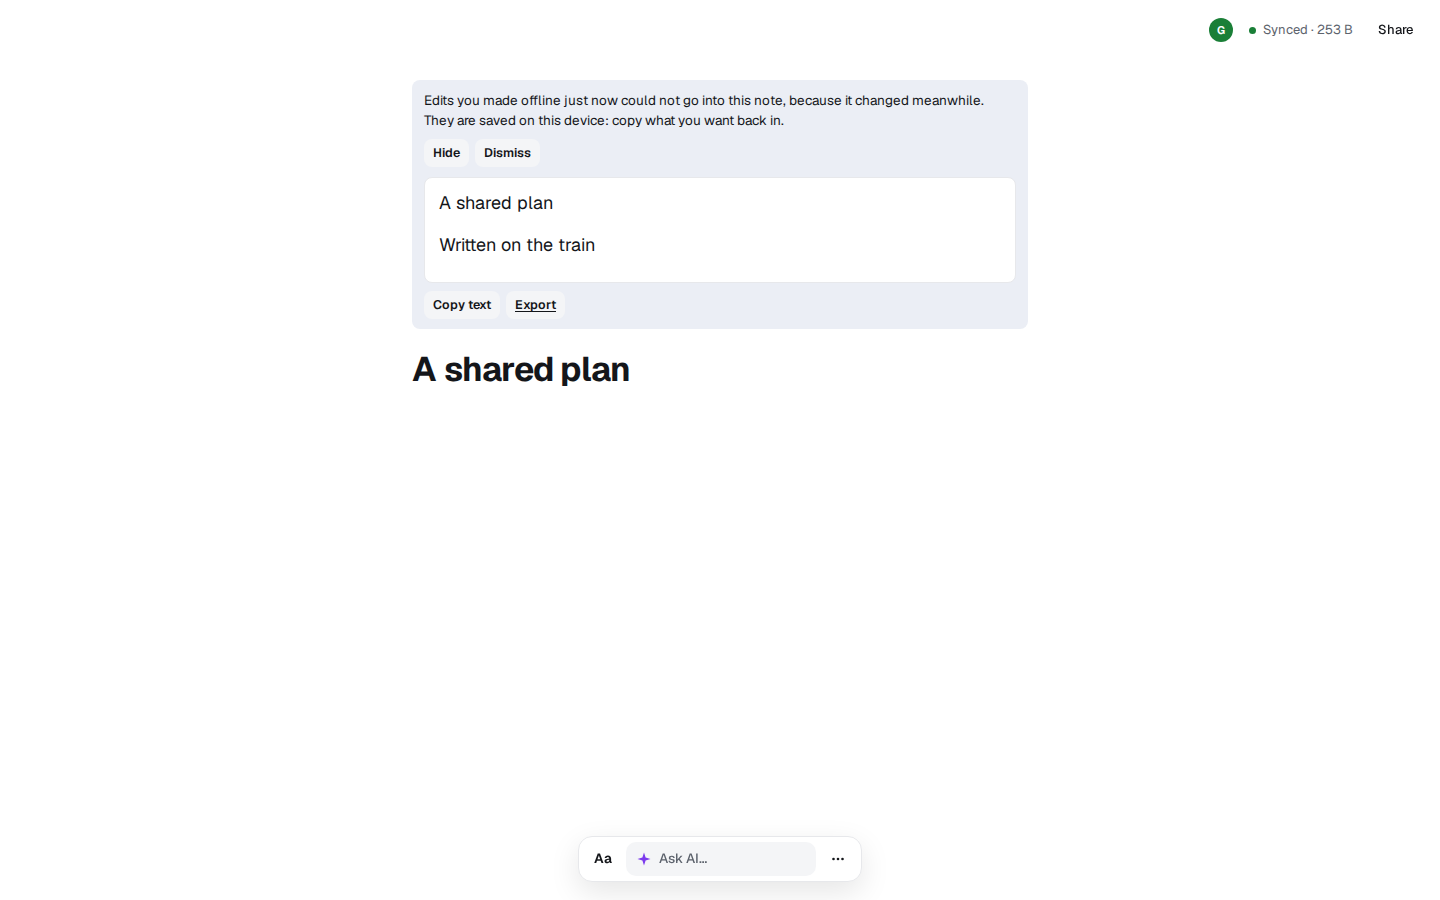 G Synced · 253 B Share
Edits you made offline just now could not go into this note, because it changed meanwhile.
They are saved on this device: copy what you want back in.
Hide Dismiss
A shared plan
Written on the train
Copy text Export
A shared plan
Aa Ask AI...